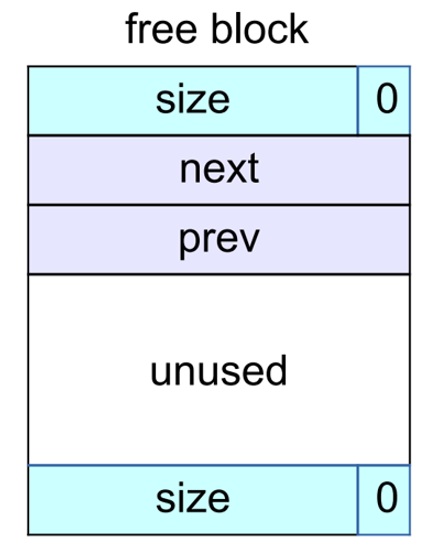 free block
size 0
next
prev
unused
size 0